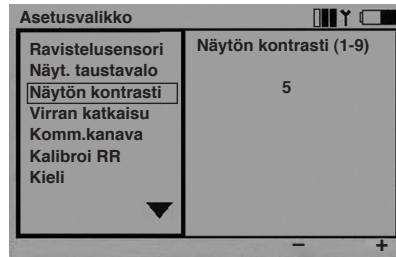 Asetusvalikko
Ravistelusensori
Näyt. taustavalo
Näytön kontrasti
Virran katkaisu
Komm.kanava
Kalibroi RR
Kieli
Näytön kontrasti (1-9)
5
− +